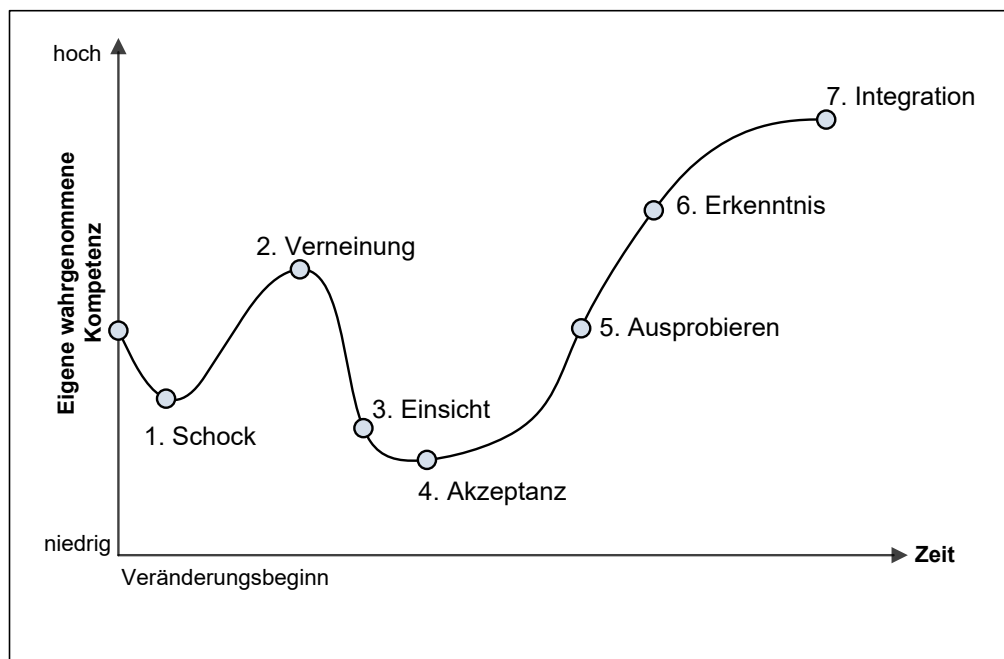 hoch
7. Integration
Eigene wahrgenommene
Kompetenz
6. Erkenntnis
2. Verneinung
5. Ausprobieren
3. Einsicht
1. Schock
4. Akzeptanz
niedrig
Zeit
Veränderungsbeginn